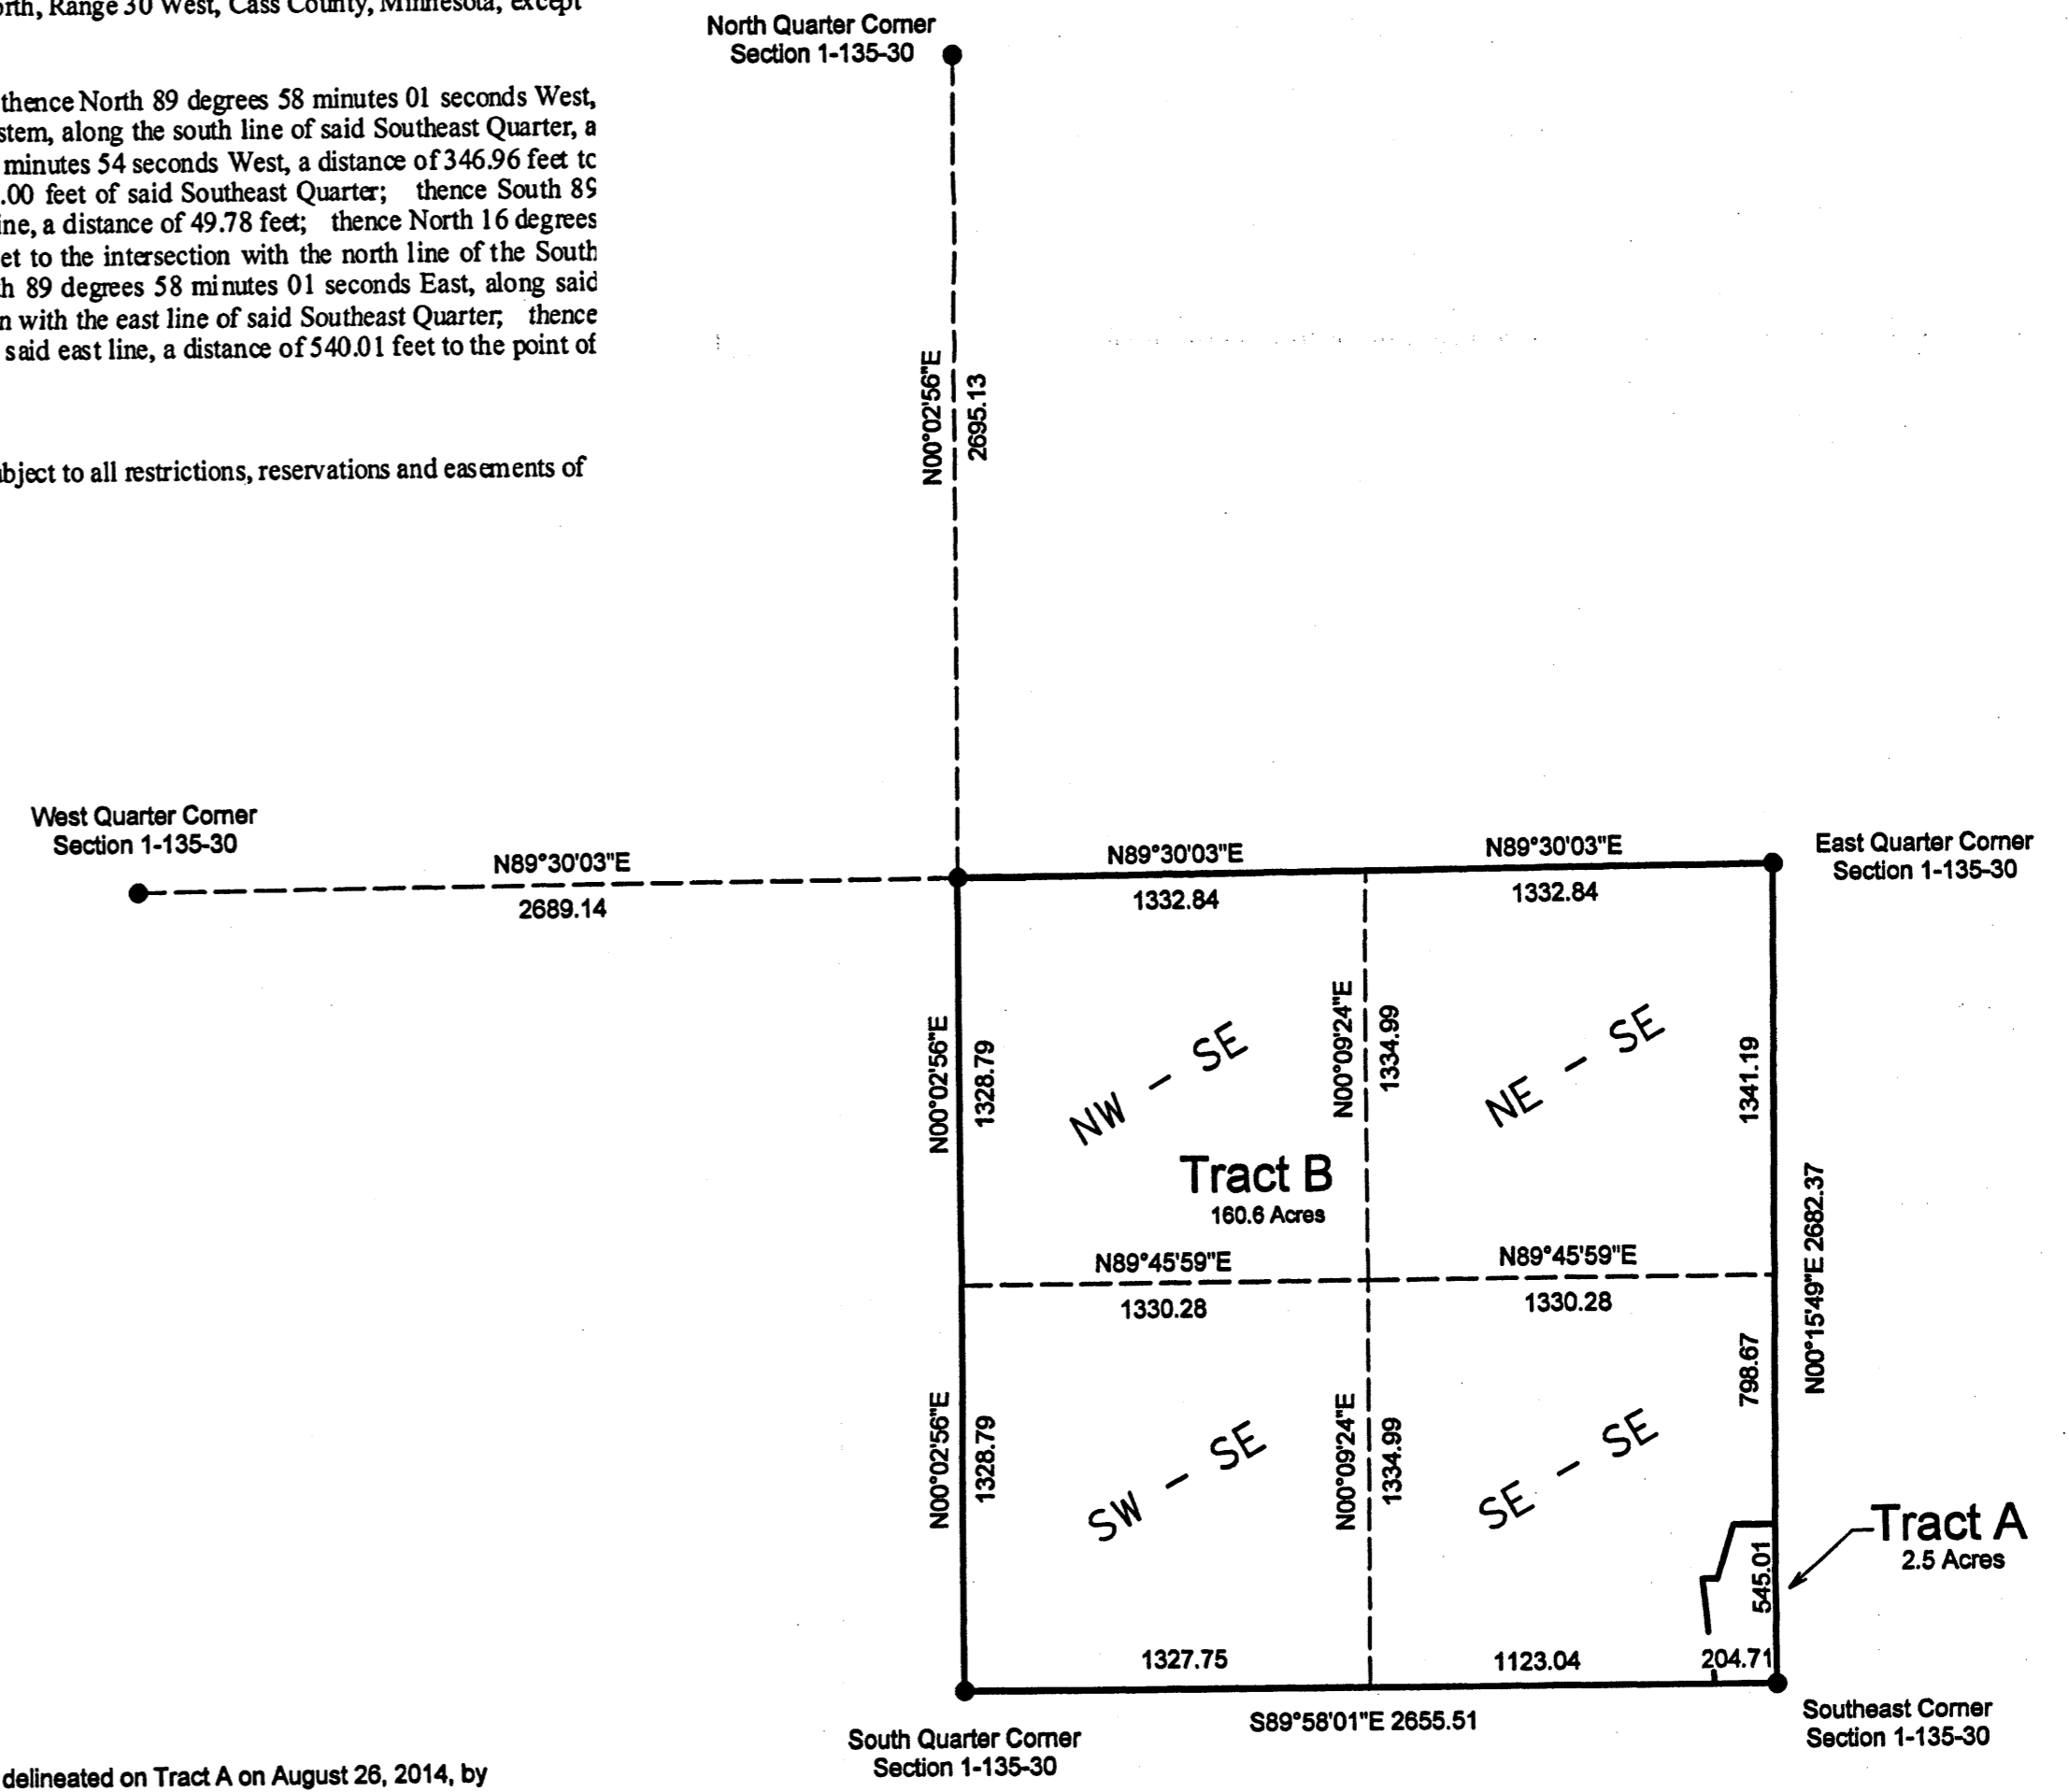 orth, Range 30 West, Cass County, Minnesota, except
thence North 89 degrees 58 minutes 01 seconds West,
stem, along the south line of said Southeast Quarter, a
minutes 54 seconds West, a distance of 346.96 feet to
.00 feet of said Southeast Quarter; thence South 89
ine, a distance of 49.78 feet; thence North 16 degrees
et to the intersection with the north line of the South
h 89 degrees 58 minutes 01 seconds East, along said
n with the east line of said Southeast Quarter; thence
said east line, a distance of 540.01 feet to the point of
bject to all restrictions, reservations and easements of
North Quarter Corner
Section 1-135-30
N00°02'56"E
2695.13
West Quarter Corner
Section 1-135-30
N89°30'03"E
2689.14
N89°30'03"E
1332.84
N89°30'03"E
1332.84
East Quarter Corner
Section 1-135-30
N00°02'56"E
1328.79
NW - SE
N00°09'24"E
1334.99
NE - SE
1341.19
Tract B
160.6 Acres
N00°15'49"E 2682.37
N89°45'59"E
1330.28
N89°45'59"E
1330.28
798.67
N00°02'56"E
1328.79
SW - SE
N00°09'24"E
1334.99
SE - SE
Tract A
2.5 Acres
545.01
1327.75
1123.04
204.71
S89°58'01"E 2655.51
South Quarter Corner
Section 1-135-30
Southeast Corner
Section 1-135-30
delineated on Tract A on August 26, 2014, by